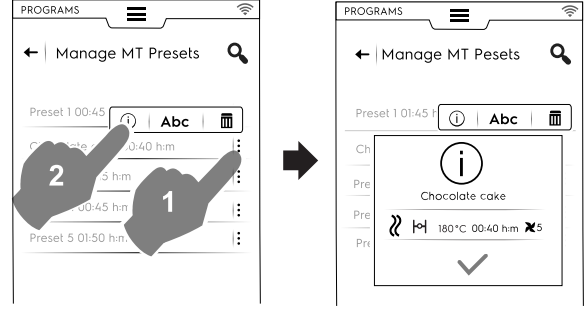 PROGRAMS
Manage MT Presets
Preset 1 00:45
Abc
0:40 h:m
2
5 h:m
1
00:45 h:m
Preset 5 01:50 h:m
PROGRAMS
Manage MT Pesets
Preset 1 01:45 h
Abc
Ch
Chocolate cake
Pre
180°C 00:40 h:m 5
Pre
Pre